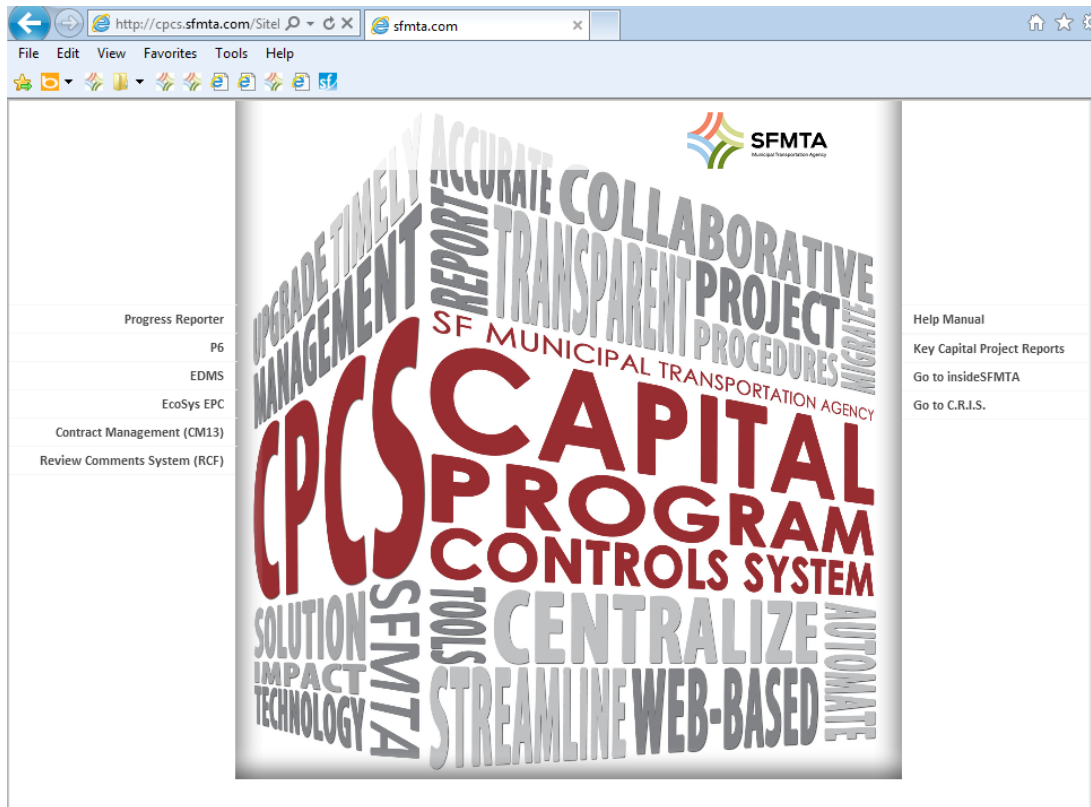 http://cpcs.sfmta.com/Sitel
sfmta.com
File Edit View Favorites Tools Help
SFMTA
Municipal Transportation Agency
Progress Reporter
P6
EDMS
EcoSys EPC
Contract Management (CM13)
Review Comments System (RCF)
UPGRADE TIMELY
MANAGEMENT
CPCS
SOLUTION
IMPACT
TECHNOLOGY
SFMTA
ACCURATE COLLABORATIVE
REPORT
TRANSPARENT PROJECT
PROCEDURES
MIGRATE
SF MUNICIPAL TRANSPORTATION AGENCY
CAPITAL
PROGRAM
CONTROLS SYSTEM
TOOLS
CENTRALIZE
AUTOMATE
STREAMLINE WEB-BASED
Help Manual
Key Capital Project Reports
Go to insideSFMTA
Go to C.R.I.S.